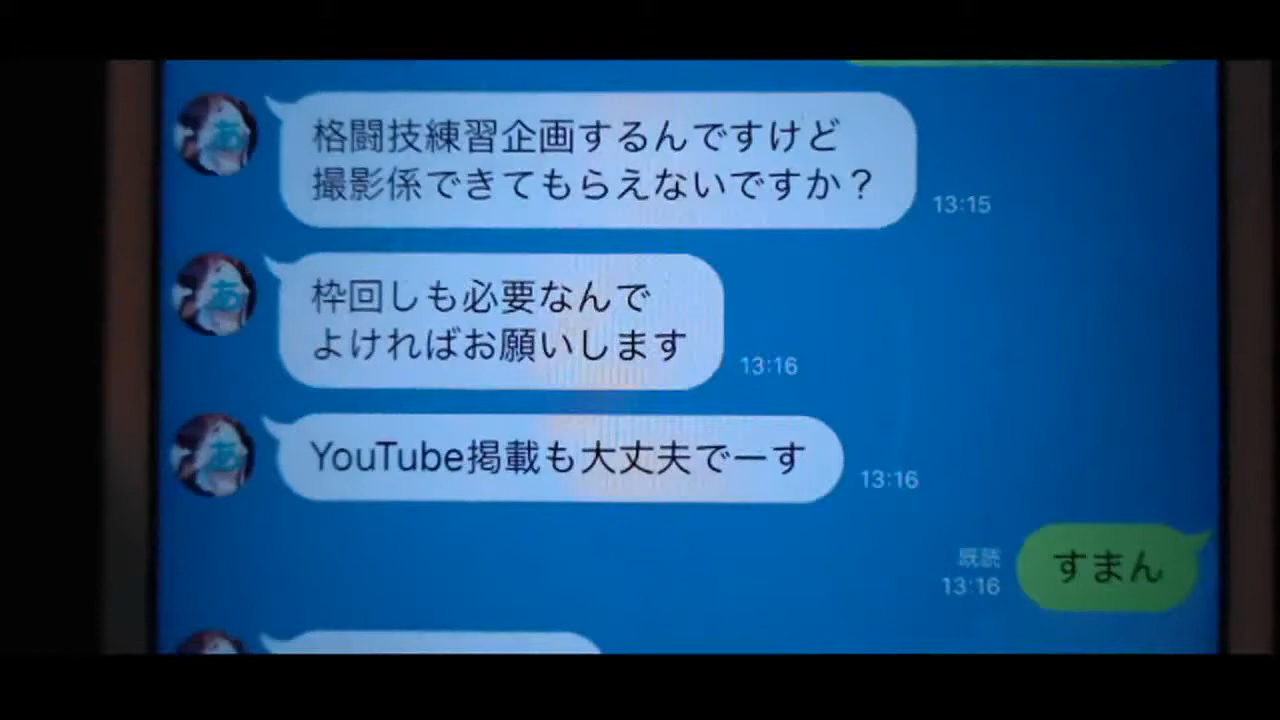 格闘技練習企画するんですけど
撮影係できてもらえないですか？
13:15
枠回しも必要なんで
よければお願いします
13:16
YouTube掲載も大丈夫でーす
13:16
既読
13:16
すまん
あ
あ
あ